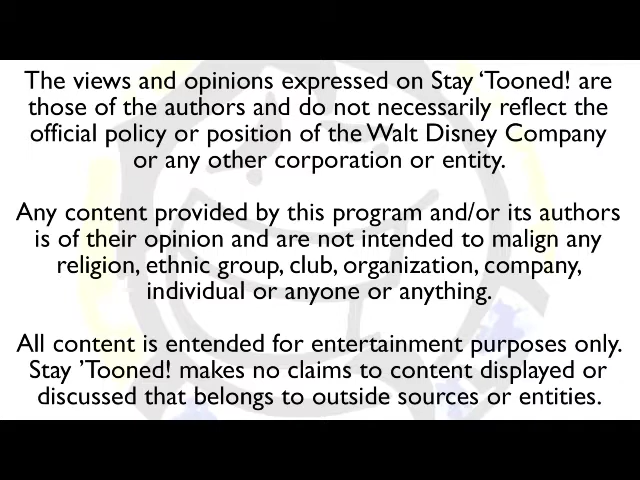 The views and opinions expressed on Stay ‘Tooned! are
those of the authors and do not necessarily reflect the
official policy or position of the Walt Disney Company
or any other corporation or entity.
Any content provided by this program and/or its authors
is of their opinion and are not intended to malign any
religion, ethnic group, club, organization, company,
individual or anyone or anything.
All content is entended for entertainment purposes only.
Stay ’Tooned! makes no claims to content displayed or
discussed that belongs to outside sources or entities.